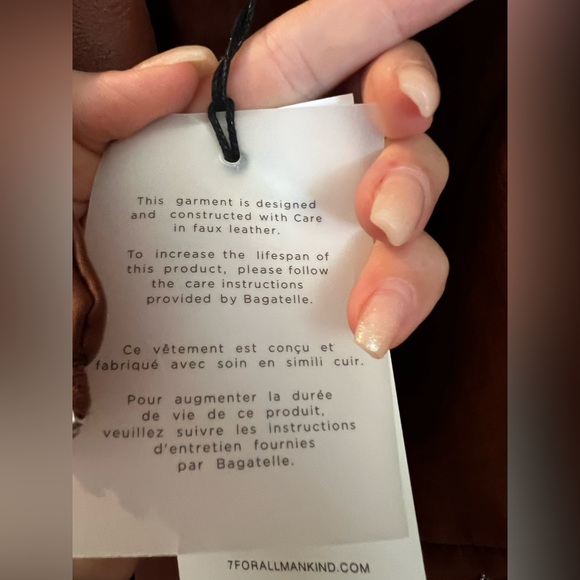 This garment is designed
and constructed with Care
in faux leather.
To increase the lifespan of
this product, please follow
the care instructions
provided by Bagatelle.
Ce vêtement est conçu et
fabriqué avec soin en simili cuir.
Pour augmenter la durée
de vie de ce produit,
veuillez suivre les instructions
d'entretien fournies
par Bagatelle.
7FORALLMANKIND.COM